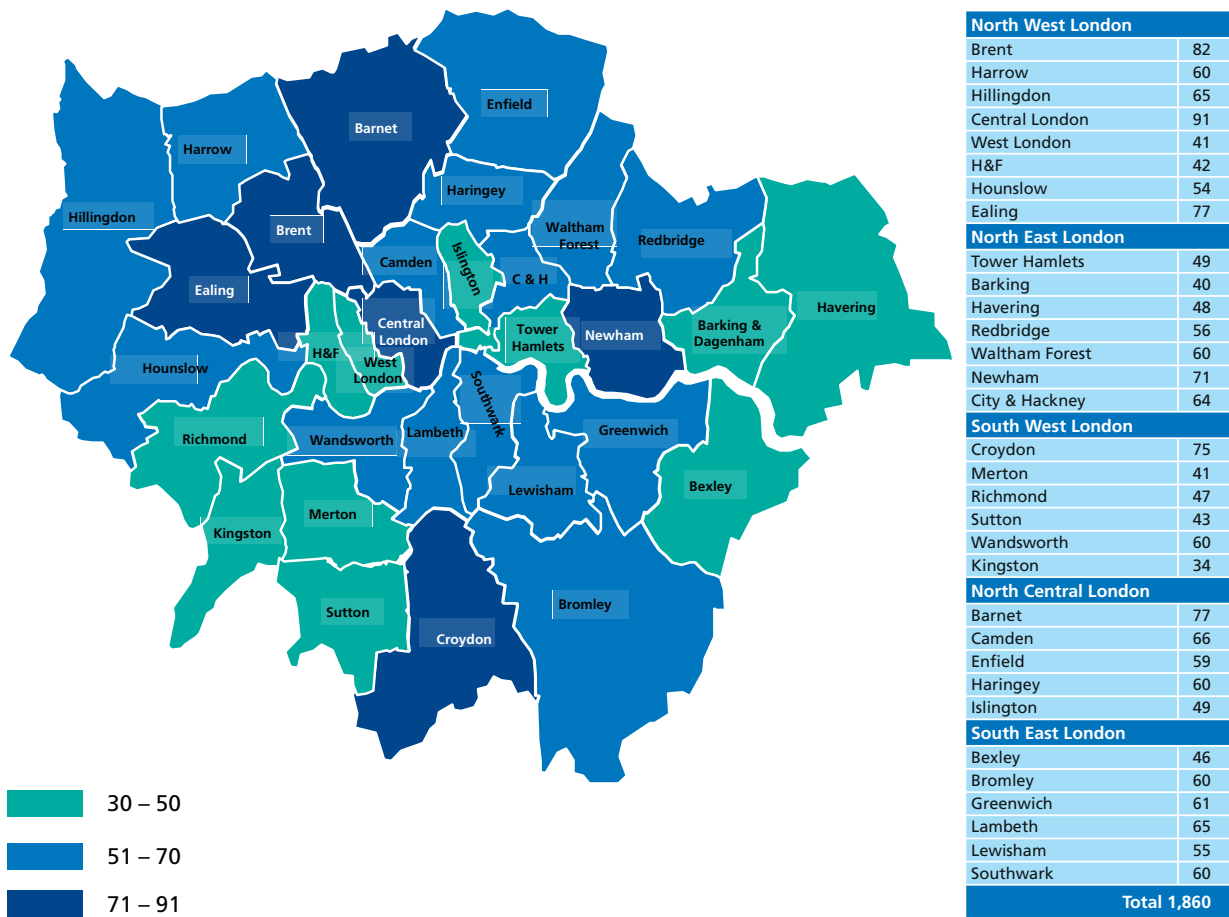 Enfield
Barnet
Harrow
Haringey
Hillingdon
Waltham
Forest
Redbridge
Brent
Camden
Islington
C & H
Ealing
Havering
Central
London
Tower
Hamlets
Newham
Barking &
Dagenham
H&F
West
London
Hounslow
Southwark
Richmond
Wandsworth
Lambeth
Greenwich
Lewisham
Bexley
Merton
Kingston
Sutton
Bromley
Croydon
30 – 50
51 – 70
71 – 91
North West London
Brent 82
Harrow 60
Hillingdon 65
Central London 91
West London 41
H&F 42
Hounslow 54
Ealing 77
North East London
Tower Hamlets 49
Barking 40
Havering 48
Redbridge 56
Waltham Forest 60
Newham 71
City & Hackney 64
South West London
Croydon 75
Merton 41
Richmond 47
Sutton 43
Wandsworth 60
Kingston 34
North Central London
Barnet 77
Camden 66
Enfield 59
Haringey 60
Islington 49
South East London
Bexley 46
Bromley 60
Greenwich 61
Lambeth 65
Lewisham 55
Southwark 60
Total 1,860